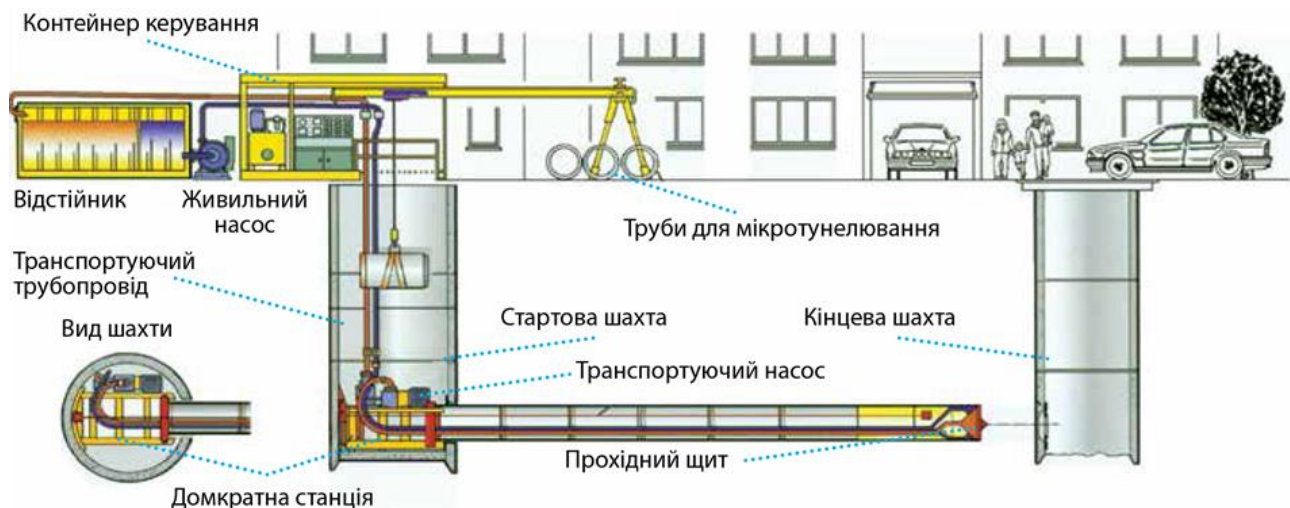 Контейнер керування
Відстійник
Живильний
насос
Труби для мікротунелювання
Транспортуючий
трубопровід
Вид шахти
Стартова шахта
Кінцева шахта
Транспортуючий насос
Прохідний щит
Домкратна станція